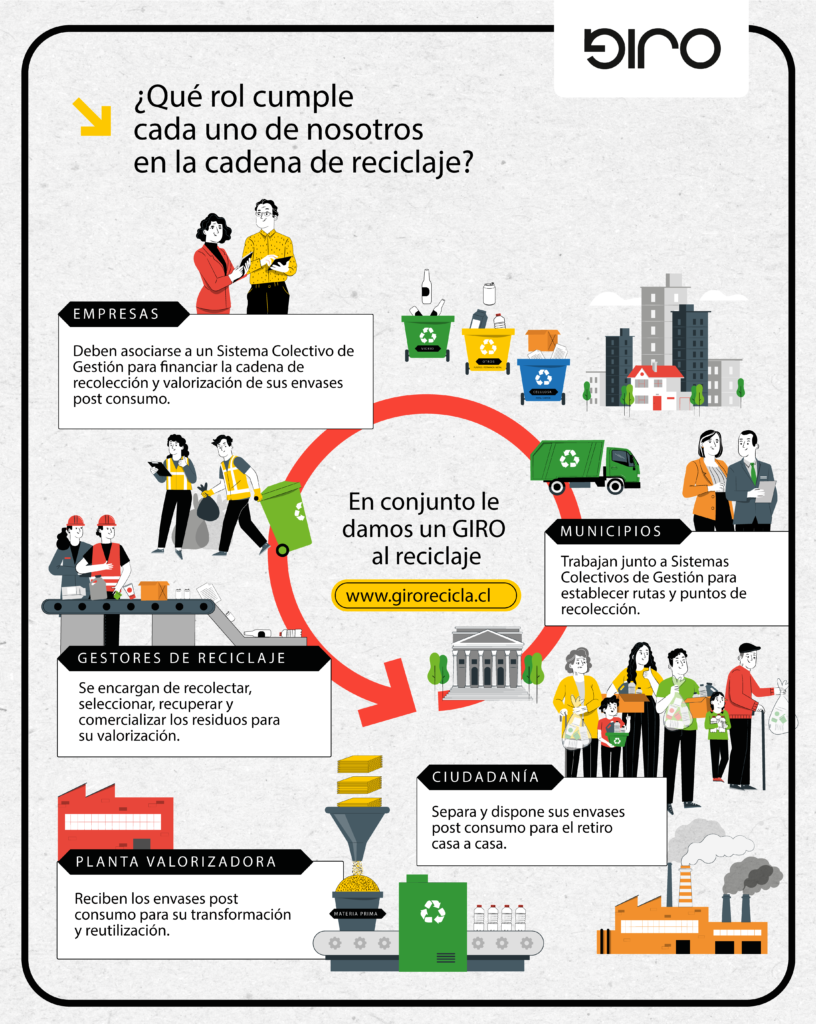 GIRO
¿Qué rol cumple
cada uno de nosotros
en la cadena de reciclaje?
EMPRESAS
Deben asociarse a un Sistema Colectivo de
Gestión para financiar la cadena de
recolección y valorización de sus envases
post consumo.
En conjunto le
damos un GIRO
al reciclaje
www.girorecicla.cl
MUNICIPIOS
Trabajan junto a Sistemas
Colectivos de Gestión para
establecer rutas y puntos de
recolección.
GESTORES DE RECICLAJE
Se encargan de recolectar,
seleccionar, recuperar y
comercializar los residuos para
su valorización.
CIUDADANÍA
Separa y dispone sus envases
post consumo para el retiro
casa a casa.
PLANTA VALORIZADORA
Reciben los envases post
consumo para su transformación
y reutilización.
MATERIA PRIMA